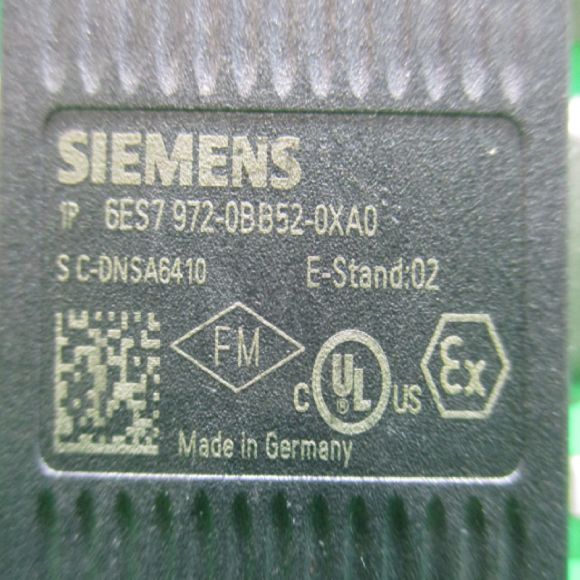 SIEMENS
1P 6ES7 972-0BB52-0XA0
S C-DNSA6410 E-Stand:02
FM
C UL US
Ex
Made in Germany